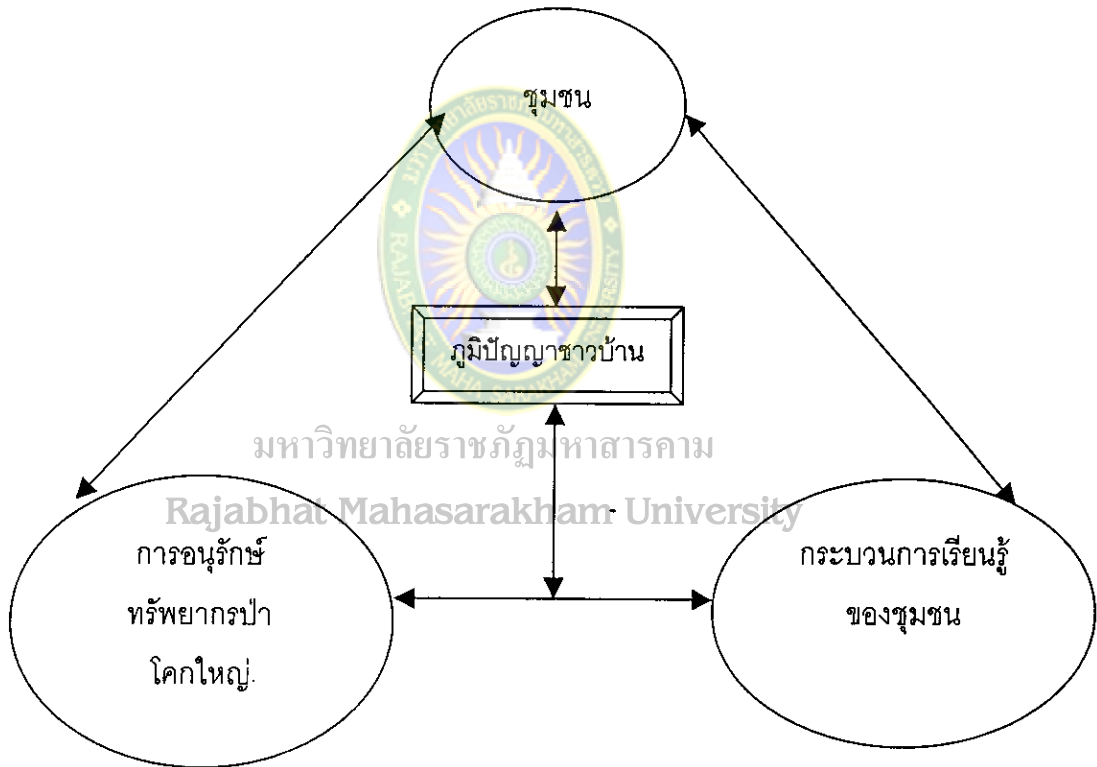 ชุมชน
ภูมิปัญญาชาวบ้าน
มหาวิทยาลัยราชภัฏมหาสารคาม
Rajabhat Mahasarakham University
การอนุรักษ์
ทรัพยากรป่า
โคกใหญ่.
กระบวนการเรียนรู้
ของชุมชน